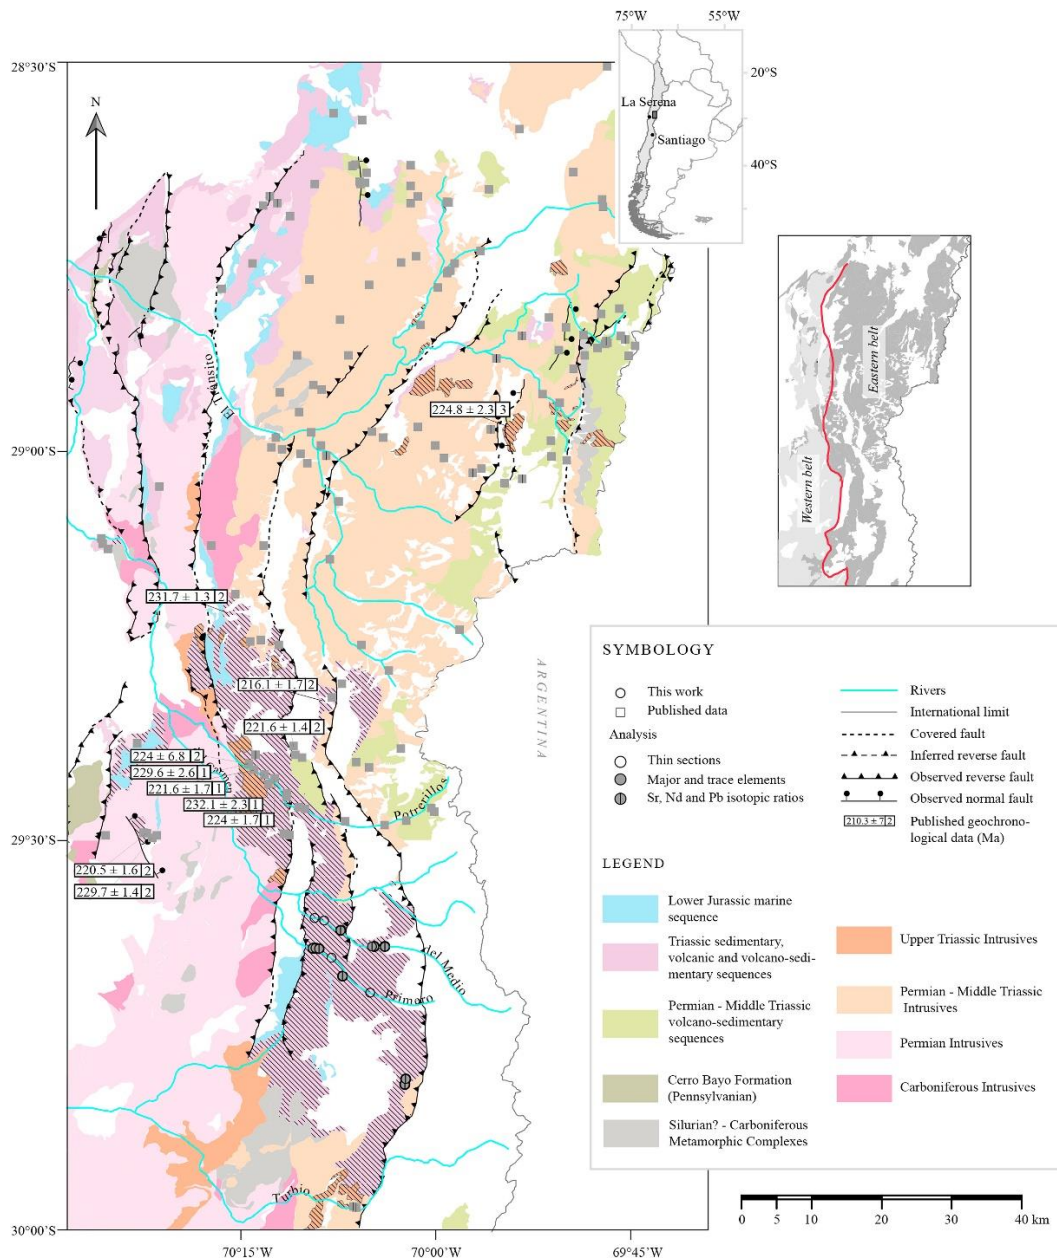 75°W
55°W
28°30'S
20°S
N
La Serena
Santiago
40°S
El Tránsito
Eastern belt
224.8 ± 2.3 3
29°00'S
Western belt
231.7 ± 1.3 2
SYMBOLOGY
This work
Published data
Analysis
Thin sections
Major and trace elements
Sr, Nd and Pb isotopic ratios
Rivers
International limit
Covered fault
Inferred reverse fault
Observed reverse fault
Observed normal fault
210.3 ± 7 2
Published geochrono-
logical data (Ma)
ARGENTINA
216.1 ± 1.7 2
221.6 ± 1.4 2
224 ± 6.8 2
229.6 ± 2.6 1
221.6 ± 1.7 1
232.1 ± 2.3 1
224 ± 1.7 1
Potrerillos
29°30'S
220.5 ± 1.6 2
229.7 ± 1.4 2
LEGEND
Lower Jurassic marine
sequence
Triassic sedimentary,
volcanic and volcano-sedi-
mentary sequences
Permian - Middle Triassic
volcano-sedimentary
sequences
Cerro Bayo Formation
(Pennsylvanian)
Silurian? - Carboniferous
Metamorphic Complexes
Upper Triassic Intrusives
Permian - Middle Triassic
Intrusives
Permian Intrusives
Carboniferous Intrusives
del Medio
Primero
Turbio
30°00'S
70°15'W
70°00'W
69°45'W
0 5 10 20 30 40 km